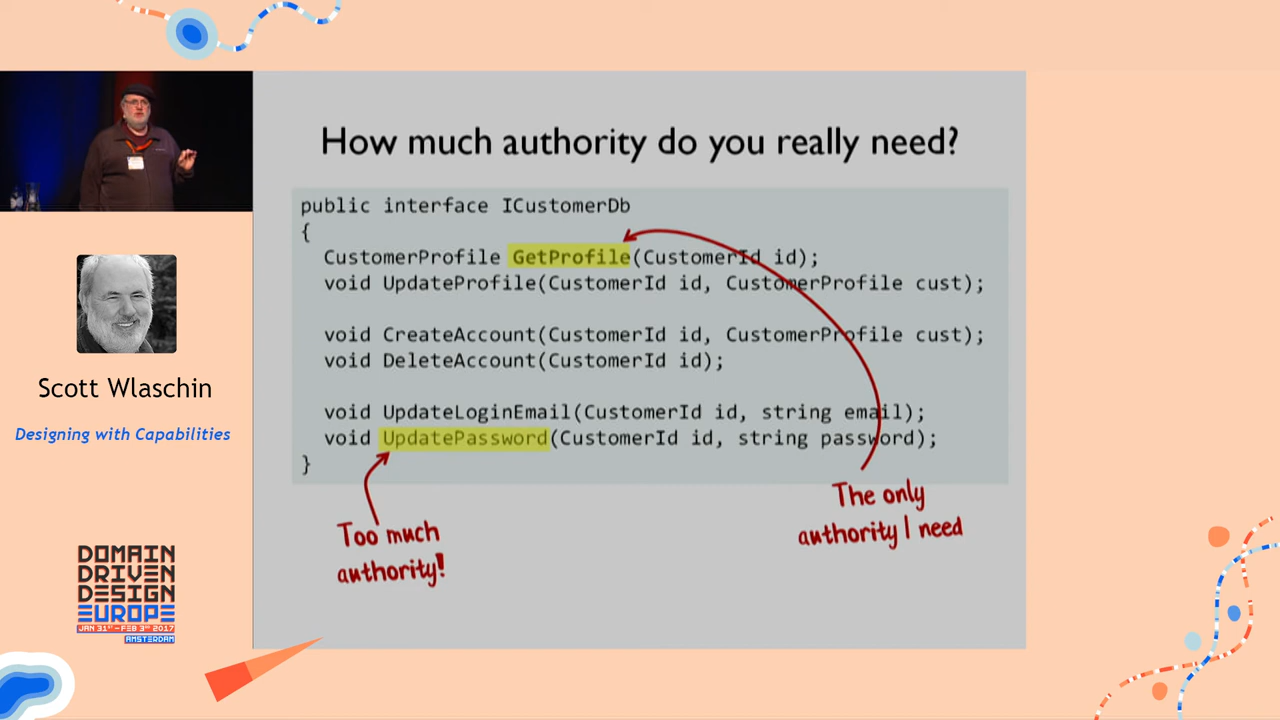 How much authority do you really need?
public interface ICustomerDb
{
CustomerProfile GetProfile(CustomerId id);
void UpdateProfile(CustomerId id, CustomerProfile cust);
void CreateAccount(CustomerId id, CustomerProfile cust);
void DeleteAccount(CustomerId id);
void UpdateLoginEmail(CustomerId id, string email);
void UpdatePassword(CustomerId id, string password);
}
Too much
authority!
The only
authority I need
Scott Wlaschin
Designing with Capabilities
DOMAIN
DRIVEN
DESIGN
EUROPE
JAN 31ST-FEB 3RD 2017
AMSTERDAM